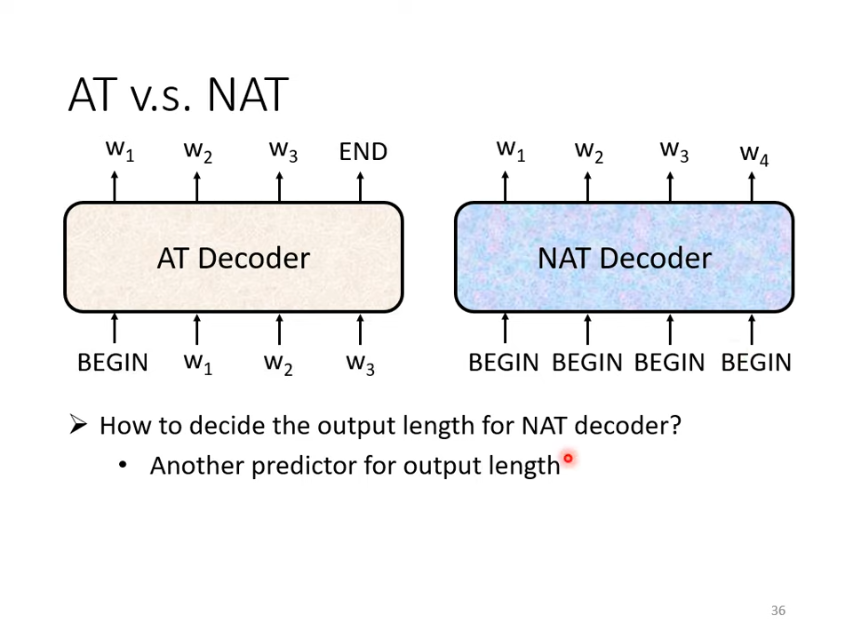 AT v.s. NAT
w₁ w₂ w₃ END
AT Decoder
BEGIN w₁ w₂ w₃
w₁ w₂ w₃ w₄
NAT Decoder
BEGIN BEGIN BEGIN BEGIN
➢ How to decide the output length for NAT decoder?
• Another predictor for output length
36